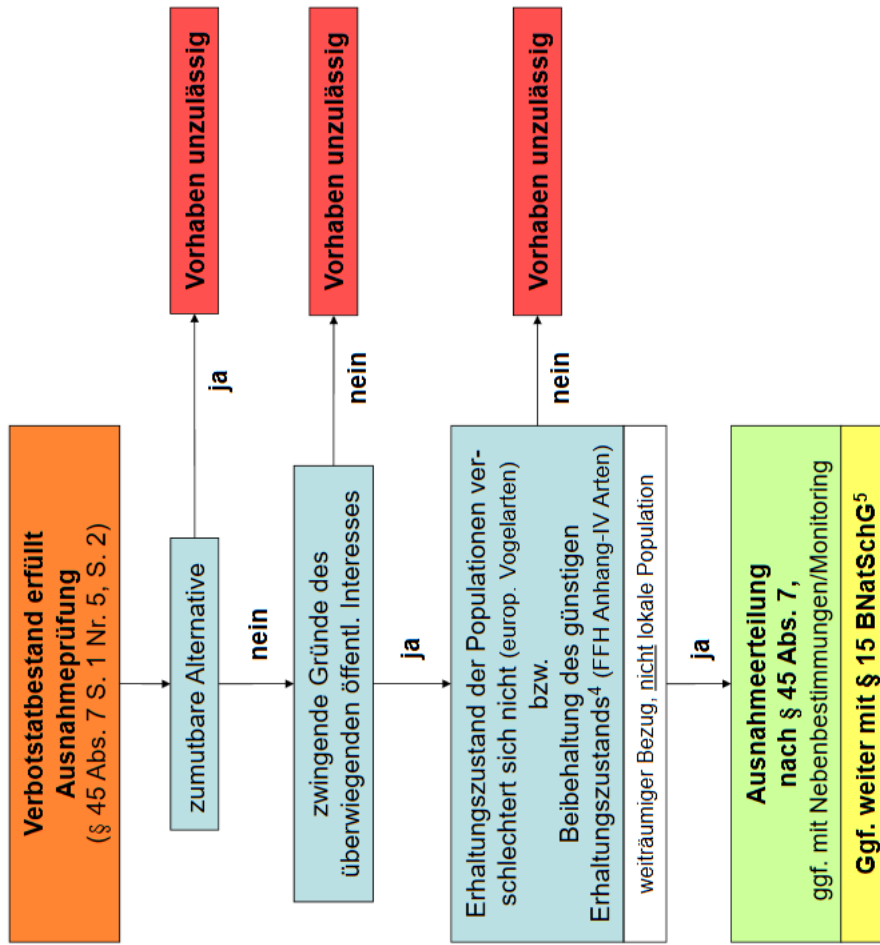 Verbotstatbestand erfüllt
Ausnahmeprüfung
(§ 45 Abs. 7 S. 1 Nr. 5, S. 2)
zumutbare Alternative
ja
Vorhaben unzulässig
nein
zwingende Gründe des
überwiegenden öffentl. Interesses
nein
Vorhaben unzulässig
ja
Erhaltungszustand der Populationen ver-
schlechtert sich nicht (europ. Vogelarten)
bzw.
Beibehaltung des günstigen
Erhaltungszustands⁴ (FFH Anhang-IV Arten)
weiträumiger Bezug, nicht lokale Population
nein
Vorhaben unzulässig
ja
Ausnahmeerteilung
nach § 45 Abs. 7,
ggf. mit Nebenbestimmungen/Monitoring
Ggf. weiter mit § 15 BNatSchG⁵